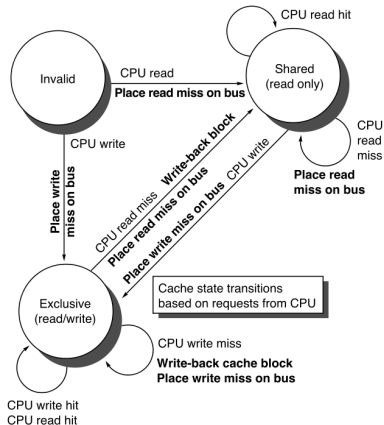 CPU read hit
Invalid
CPU read
Place read miss on bus
Shared
(read only)
CPU write
Place write
miss on bus
CPU read miss
Write-back block
Place read miss on bus
Place write miss on bus
CPU write
CPU
read
miss
Place read
miss on bus
Exclusive
(read/write)
Cache state transitions
based on requests from CPU
CPU write miss
Write-back cache block
Place write miss on bus
CPU write hit
CPU read hit